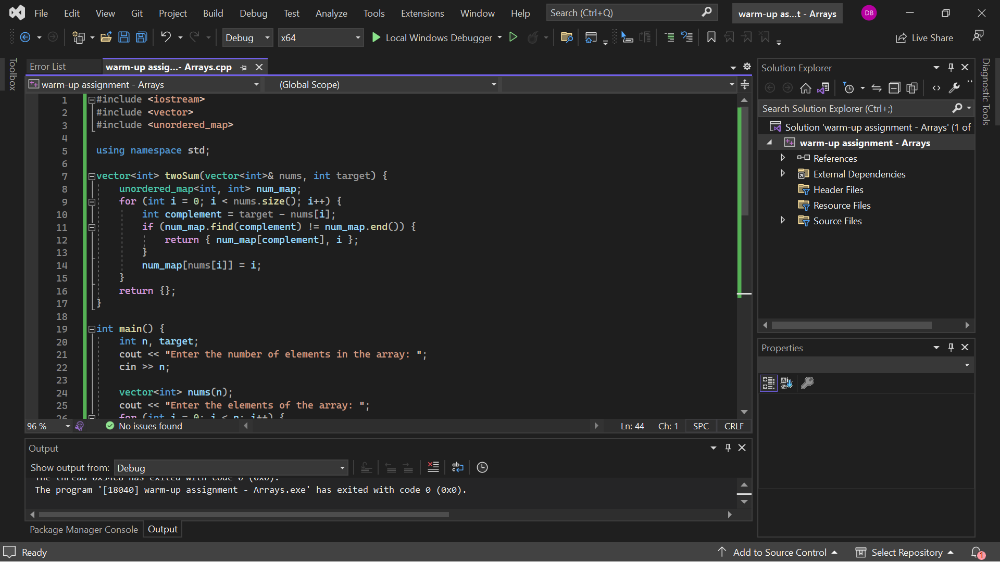 File Edit View Git Project Build Debug Test Analyze Tools Extensions Window Help Search (Ctrl+Q) warm-up as...t - Arrays DB
Debug x64 Local Windows Debugger Live Share
Toolbox
Error List warm-up assig...- Arrays.cpp
warm-up assignment - Arrays (Global Scope)
1 #include <iostream>
2 #include <vector>
3 #include <unordered_map>
4
5 using namespace std;
6
7 vector<int> twoSum(vector<int>& nums, int target) {
8 unordered_map<int, int> num_map;
9 for (int i = 0; i < nums.size(); i++) {
10 int complement = target - nums[i];
11 if (num_map.find(complement) != num_map.end()) {
12 return { num_map[complement], i };
13 }
14 num_map[nums[i]] = i;
15 }
16 return {};
17 }
18
19 int main() {
20 int n, target;
21 cout << "Enter the number of elements in the array: ";
22 cin >> n;
23
24 vector<int> nums(n);
25 cout << "Enter the elements of the array: ";
26 for (int i = 0; i < n; i++) {
96 % No issues found Ln: 44 Ch: 1 SPC CRLF
Output
Show output from: Debug
The thread 0x54c8 has exited with code 0 (0x0).
The program '[18040] warm-up assignment - Arrays.exe' has exited with code 0 (0x0).
Package Manager Console Output
Solution Explorer
Search Solution Explorer (Ctrl+;)
Solution 'warm-up assignment - Arrays' (1 of
warm-up assignment - Arrays
References
External Dependencies
Header Files
Resource Files
Source Files
Properties
Diagnostic Tools
Ready Add to Source Control Select Repository 1